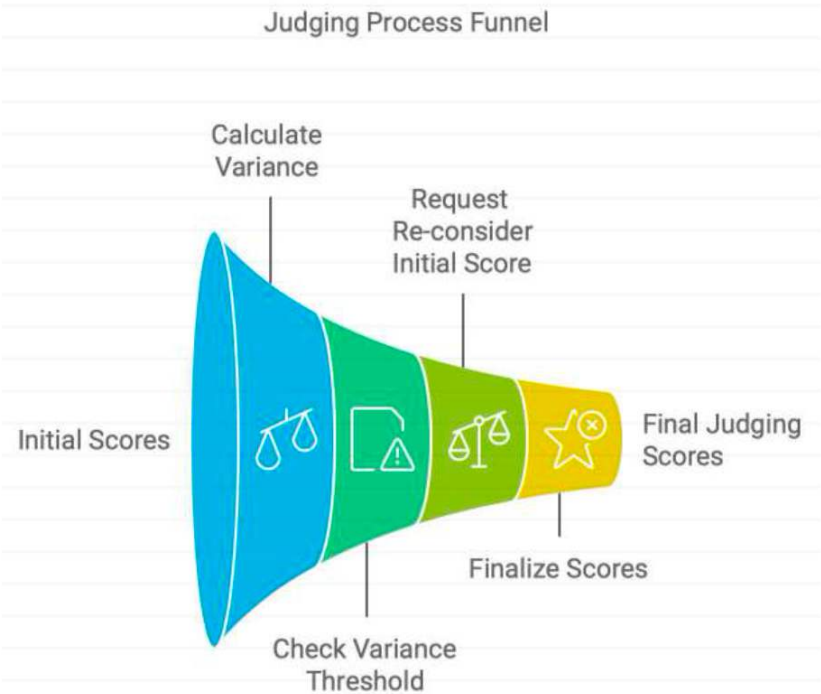 Judging Process Funnel
Calculate
Variance
Request
Re-consider
Initial Score
Initial Scores
Final Judging
Scores
Finalize Scores
Check Variance
Threshold